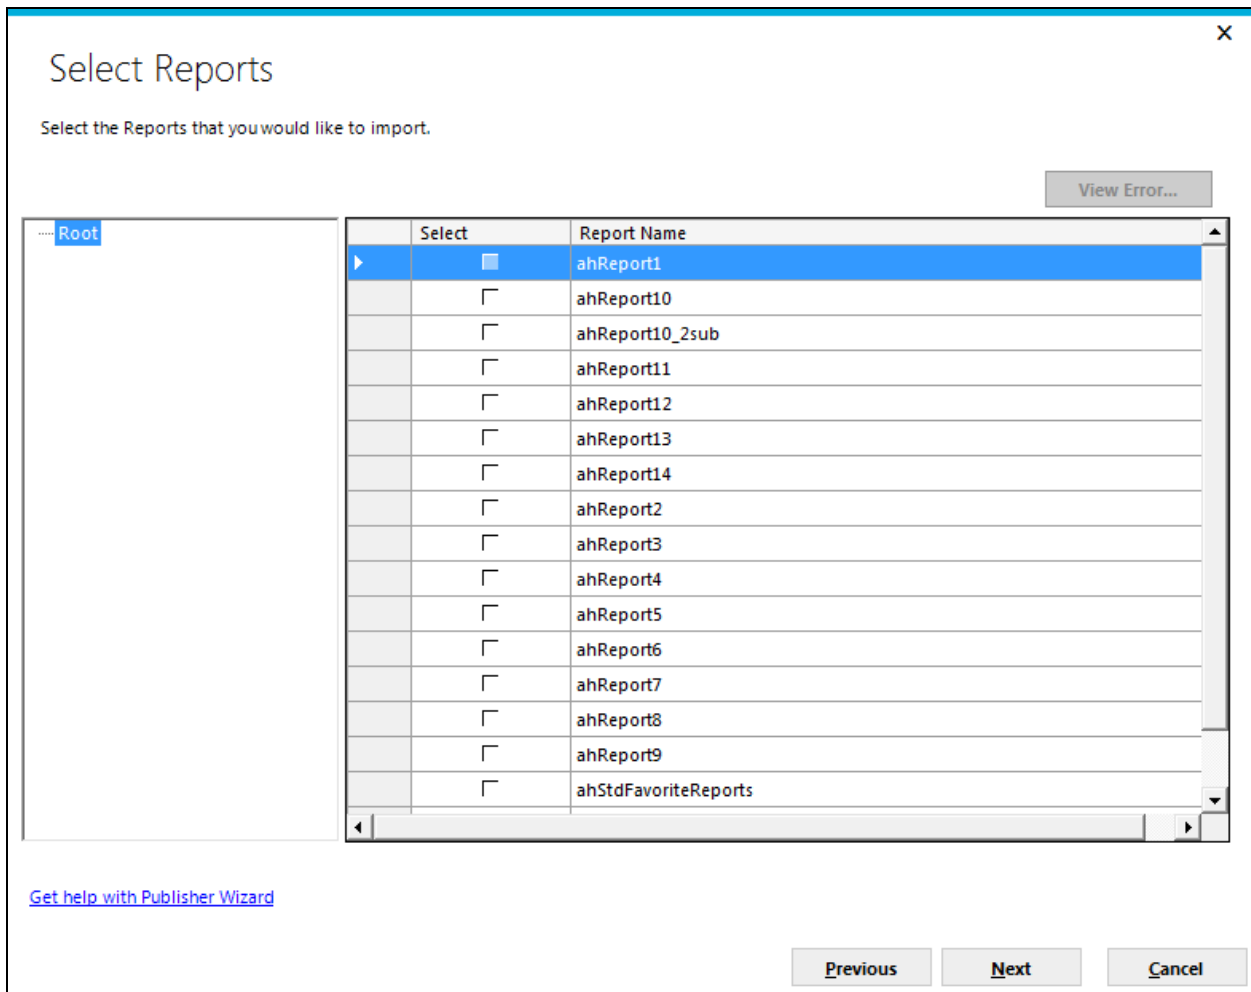 Select Reports
Select the Reports that you would like to import.
View Error...
Root
Select Report Name
ahReport1
ahReport10
ahReport10_2sub
ahReport11
ahReport12
ahReport13
ahReport14
ahReport2
ahReport3
ahReport4
ahReport5
ahReport6
ahReport7
ahReport8
ahReport9
ahStdFavoriteReports
Get help with Publisher Wizard
Previous Next Cancel